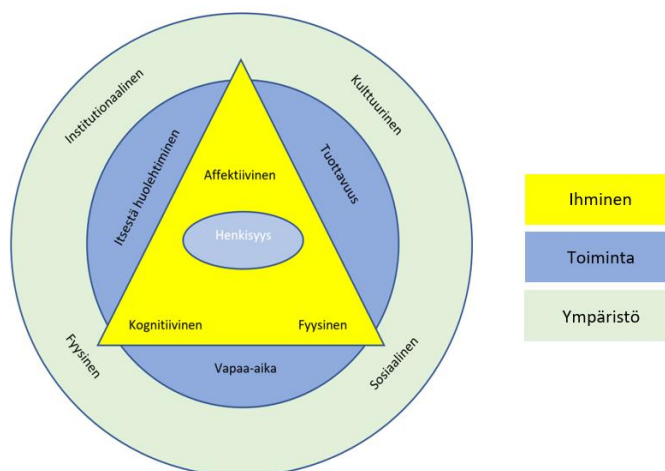 Institutionaalinen
Kulttuurinen
Itsestä huolehtiminen
Tuottavuus
Affektiivinen
Henkisyys
Kognitiivinen
Fyysinen
Fyysinen
Vapaa-aika
Sosiaalinen
Ihminen
Toiminta
Ympäristö